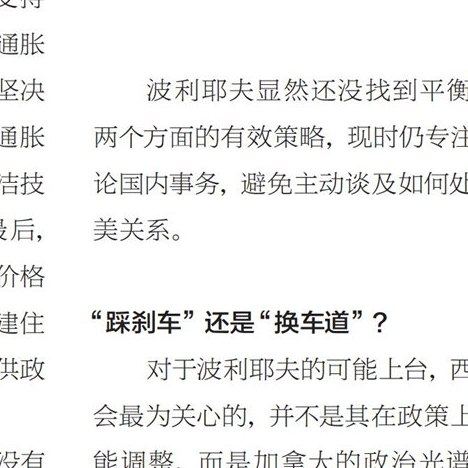 支持
通胀
坚决
通胀
洁技
最后，
价格
建住
供政
没有
波利耶夫显然还没找到平衡
两个方面的有效策略，现时仍专注
论国内事务，避免主动谈及如何处
美关系。
“踩刹车”还是“换车道”？
对于波利耶夫的可能上台，西
会最为关心的，并不是其在政策上
能调整，而是加拿大的政治光谱